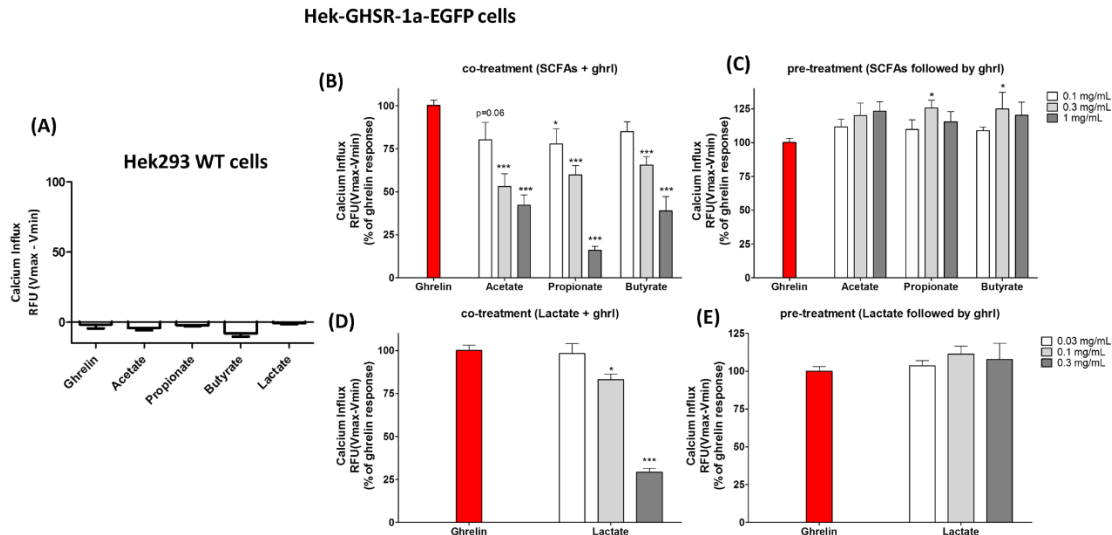 Hek-GHSR-1a-EGFP cells
(A)
Hek293 WT cells
Calcium Influx
RFU (Vmax - Vmin)
100
50
0
Ghrelin
Acetate
Propionate
Butyrate
Lactate
(B)
co-treatment (SCFAs + ghrl)
Calcium Influx
RFU(Vmax-Vmin)
(% of ghrelin response)
100
75
50
25
0
p=0.06
***
***
*
***
***
***
***
Ghrelin
Acetate
Propionate
Butyrate
(C)
pre-treatment (SCFAs followed by ghrl)
Calcium Influx
RFU(Vmax-Vmin)
(% of ghrelin response)
125
100
75
50
25
0
*
*
Ghrelin
Acetate
Propionate
Butyrate
0.1 mg/mL
0.3 mg/mL
1 mg/mL
(D)
co-treatment (Lactate + ghrl)
Calcium Influx
RFU(Vmax-Vmin)
(% of ghrelin response)
100
75
50
25
0
*
***
Ghrelin
Lactate
(E)
pre-treatment (Lactate followed by ghrl)
Calcium Influx
RFU(Vmax-Vmin)
(% of ghrelin response)
125
100
75
50
25
0
Ghrelin
Lactate
0.03 mg/mL
0.1 mg/mL
0.3 mg/mL